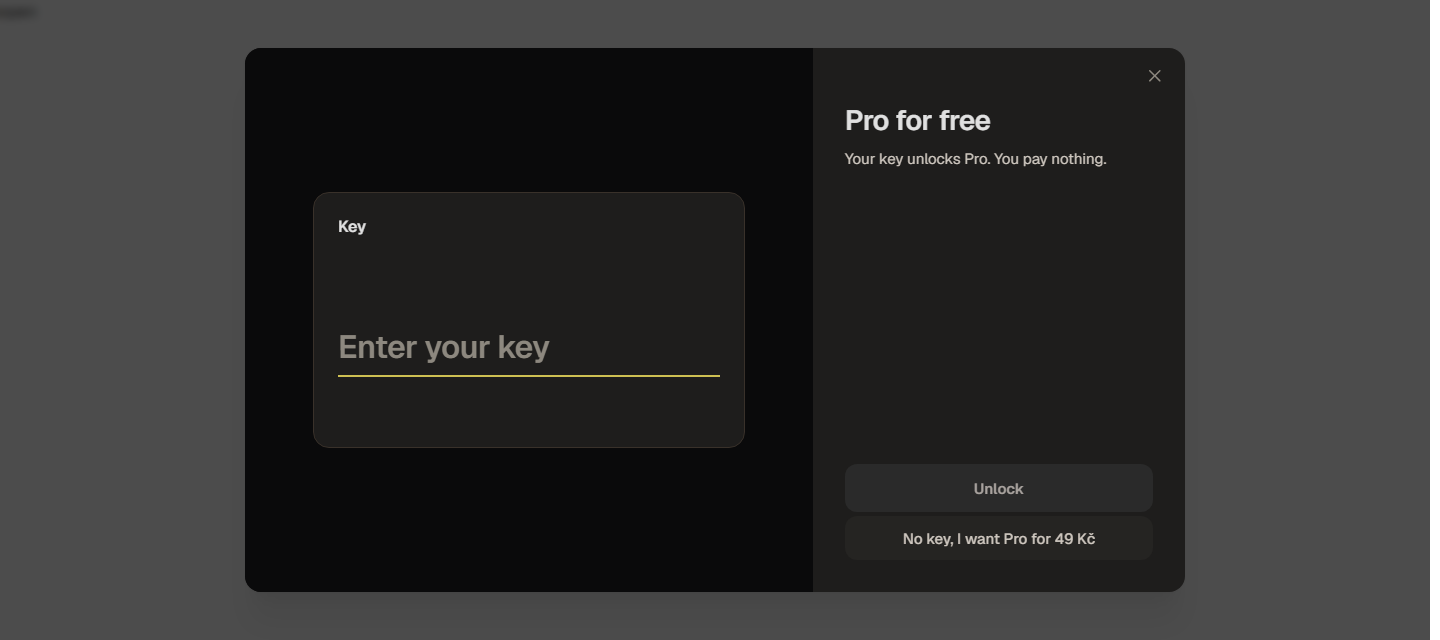 Key
Enter your key
Pro for free
Your key unlocks Pro. You pay nothing.
Unlock
No key, I want Pro for 49 Kč